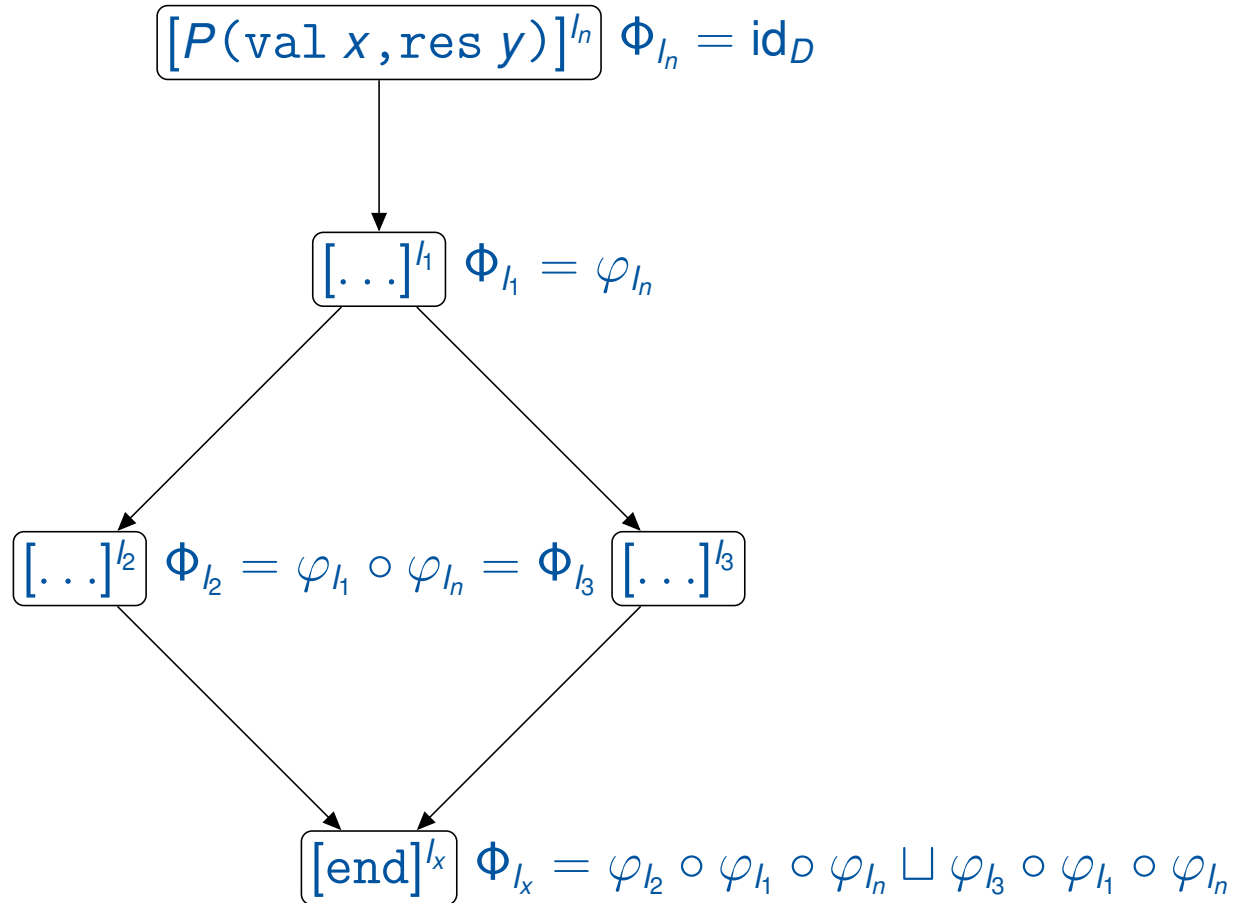 [P(val x,res y)]^{l_n} Φ_{l_n} = id_D
[...]^{l_1} Φ_{l_1} = φ_{l_n}
[...]^{l_2} Φ_{l_2} = φ_{l_1} ∘ φ_{l_n} = Φ_{l_3} [...]^{l_3}
[end]^{l_x} Φ_{l_x} = φ_{l_2} ∘ φ_{l_1} ∘ φ_{l_n} ⊔ φ_{l_3} ∘ φ_{l_1} ∘ φ_{l_n}